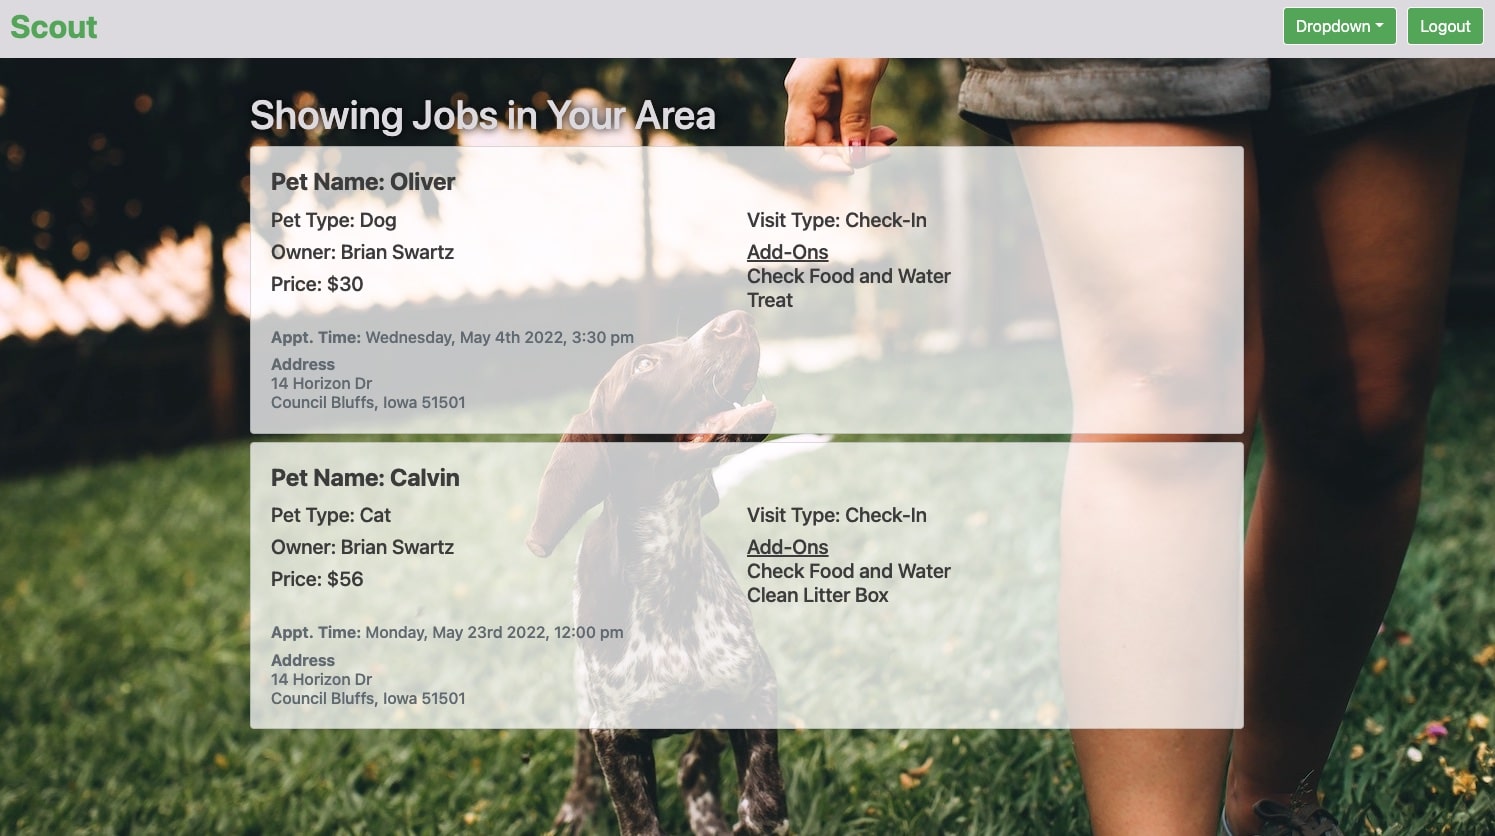 Scout
Dropdown
Logout
Showing Jobs in Your Area
Pet Name: Oliver
Pet Type: Dog
Owner: Brian Swartz
Price: $30
Visit Type: Check-In
Add-Ons
Check Food and Water
Treat
Appt. Time: Wednesday, May 4th 2022, 3:30 pm
Address
14 Horizon Dr
Council Bluffs, Iowa 51501
Pet Name: Calvin
Pet Type: Cat
Owner: Brian Swartz
Price: $56
Visit Type: Check-In
Add-Ons
Check Food and Water
Clean Litter Box
Appt. Time: Monday, May 23rd 2022, 12:00 pm
Address
14 Horizon Dr
Council Bluffs, Iowa 51501